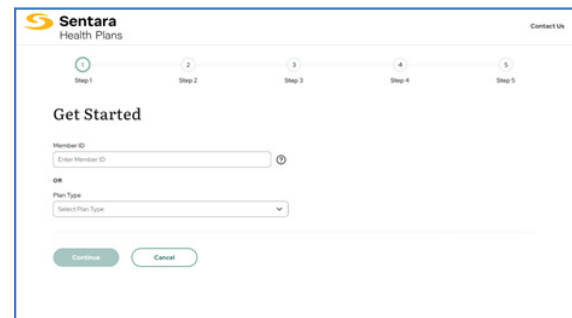 Sentara
Health Plans
Contact Us
1 2 3 4 5
Step 1 Step 2 Step 3 Step 4 Step 5
Get Started
Member ID
Enter Member ID ?
OR
Plan Type
Select Plan Type
Continue Cancel